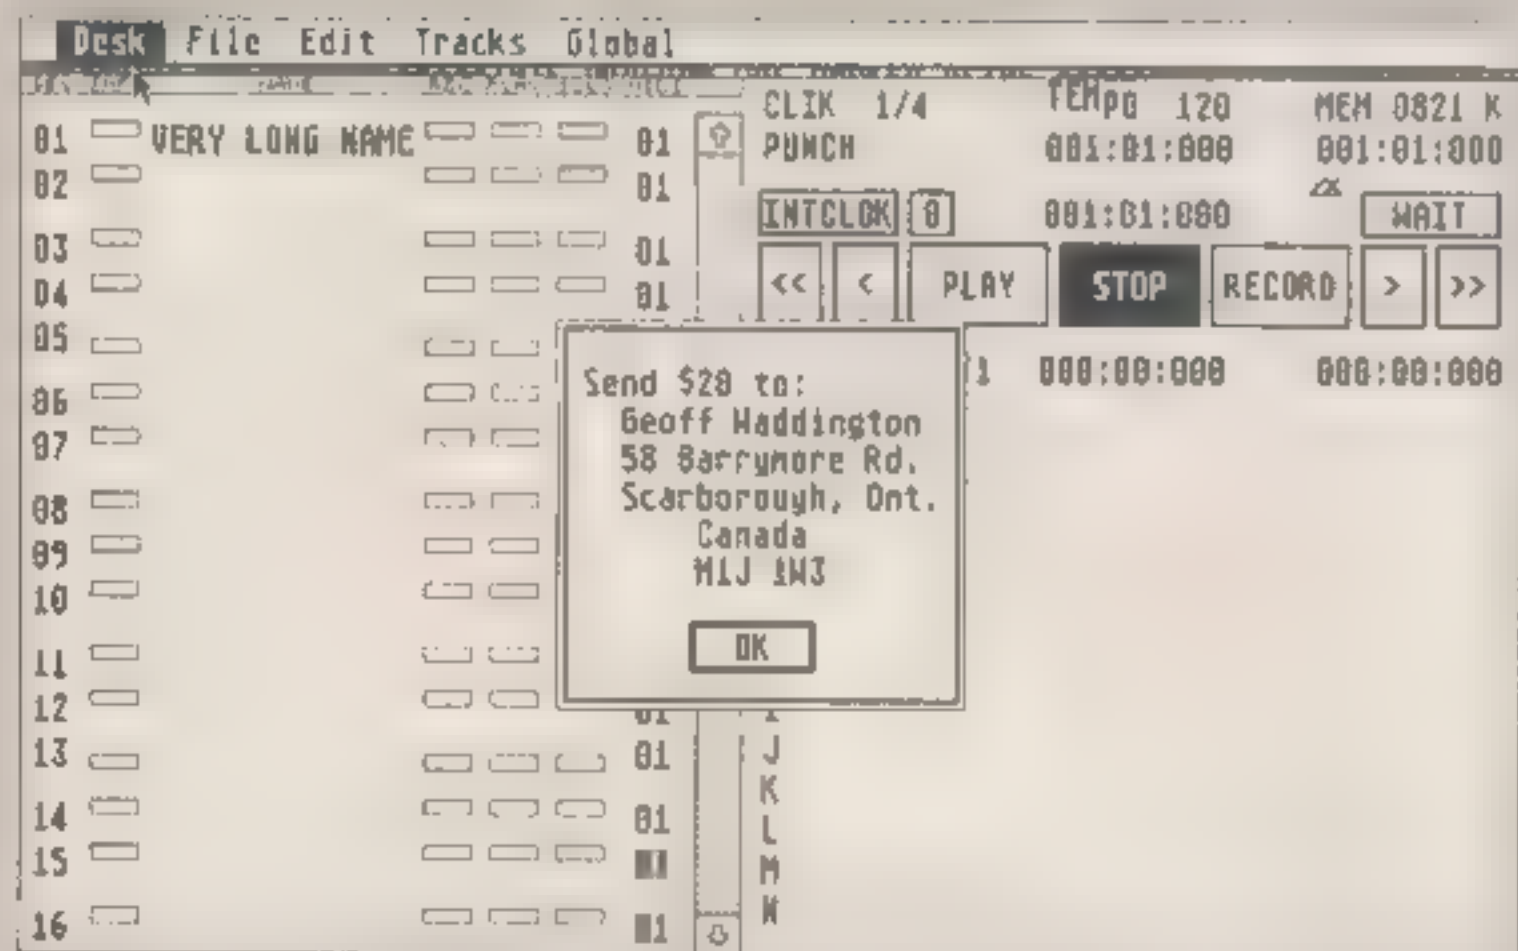 Desk File Edit Tracks Global
CLIK 1/4 TEMPO 120 MEM 0821 K
01 VERY LONG NAME 01
PUNCH 001:01:000 001:01:000
02 01
INTCLOK 0 001:01:000 WAIT
03 01
<< < PLAY STOP RECORD > >>
04 01
05
1 000:00:000 000:00:000
Send $20 to:
06
Geoff Waddington
07
58 Barrymore Rd.
08
Scarborough, Ont.
09
Canada
10
M1J 1W3
11
OK
12 01
13 01 J
K
14 01 L
15 M
16 1 N